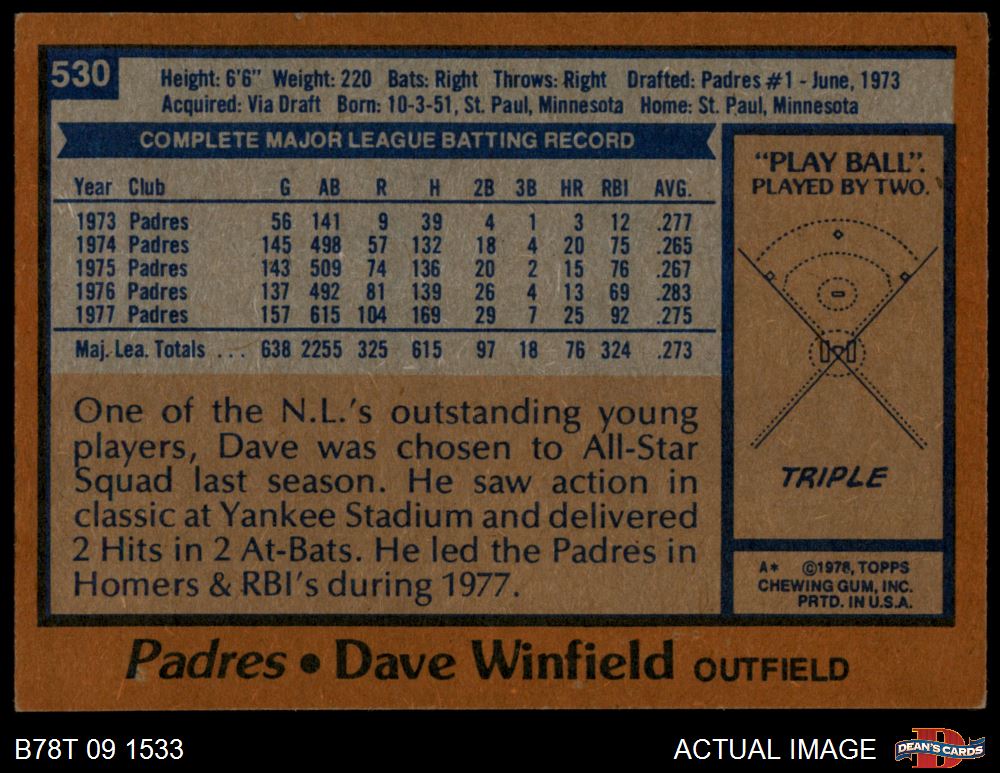 530
Height: 6'6" Weight: 220 Bats: Right Throws: Right Drafted: Padres #1 - June, 1973
Acquired: Via Draft Born: 10-3-51, St. Paul, Minnesota Home: St. Paul, Minnesota
COMPLETE MAJOR LEAGUE BATTING RECORD
Year Club G AB R H 2B 3B HR RBI AVG.
1973 Padres 56 141 9 39 4 1 3 12 .277
1974 Padres 145 498 57 132 18 4 20 75 .265
1975 Padres 143 509 74 136 20 2 15 76 .267
1976 Padres 137 492 81 139 26 4 13 69 .283
1977 Padres 157 615 104 169 29 7 25 92 .275
Maj. Lea. Totals ... 638 2255 325 615 97 18 76 324 .273
One of the N.L.'s outstanding young
players, Dave was chosen to All-Star
Squad last season. He saw action in
classic at Yankee Stadium and delivered
2 Hits in 2 At-Bats. He led the Padres in
Homers & RBI's during 1977.
"PLAY BALL".
PLAYED BY TWO.
TRIPLE
A* ©1978, TOPPS
CHEWING GUM, INC.
PRTD. IN U.S.A.
Padres • Dave Winfield OUTFIELD
B78T 09 1533
ACTUAL IMAGE
D
DEAN'S CARDS